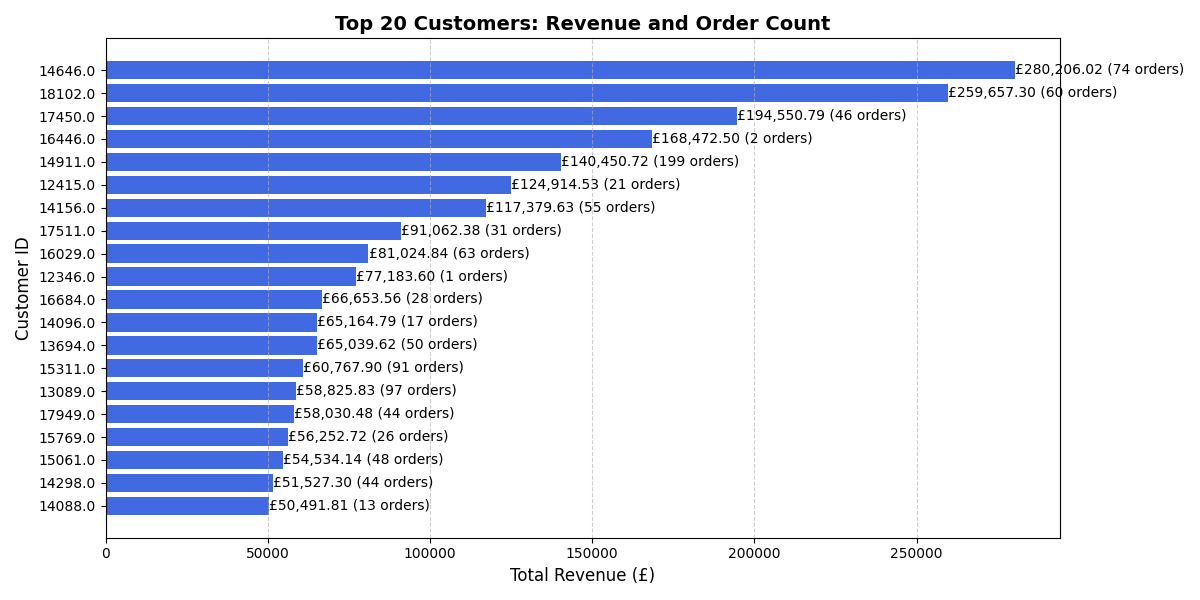 Top 20 Customers: Revenue and Order Count
Customer ID
14646.0 £280,206.02 (74 orders)
18102.0 £259,657.30 (60 orders)
17450.0 £194,550.79 (46 orders)
16446.0 £168,472.50 (2 orders)
14911.0 £140,450.72 (199 orders)
12415.0 £124,914.53 (21 orders)
14156.0 £117,379.63 (55 orders)
17511.0 £91,062.38 (31 orders)
16029.0 £81,024.84 (63 orders)
12346.0 £77,183.60 (1 orders)
16684.0 £66,653.56 (28 orders)
14096.0 £65,164.79 (17 orders)
13694.0 £65,039.62 (50 orders)
15311.0 £60,767.90 (91 orders)
13089.0 £58,825.83 (97 orders)
17949.0 £58,030.48 (44 orders)
15769.0 £56,252.72 (26 orders)
15061.0 £54,534.14 (48 orders)
14298.0 £51,527.30 (44 orders)
14088.0 £50,491.81 (13 orders)
0 50000 100000 150000 200000 250000
Total Revenue (£)